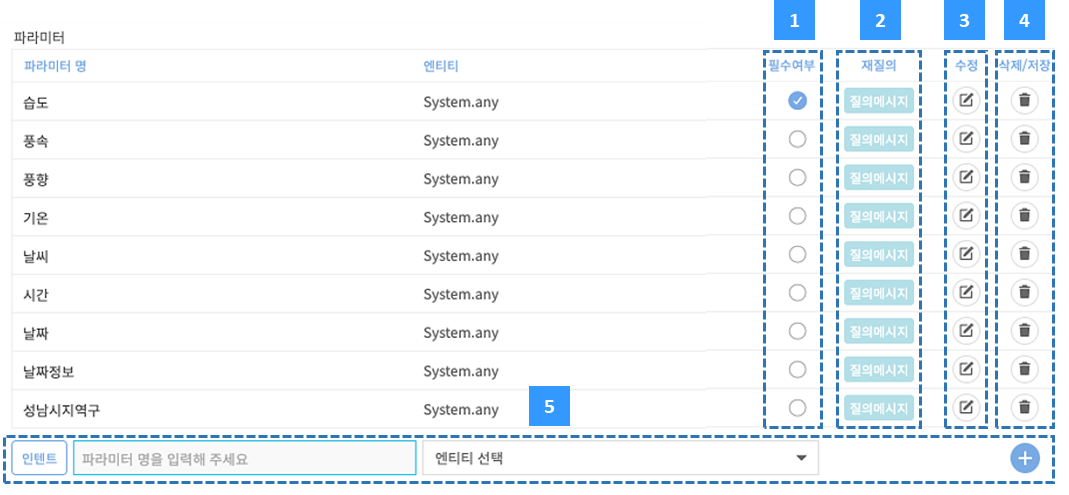 1 2 3 4
파라미터
파라미터 명 엔티티 필수여부 재질의 수정 삭제/저장
습도 System.any 질의메시지
풍속 System.any 질의메시지
풍향 System.any 질의메시지
기온 System.any 질의메시지
날씨 System.any 질의메시지
시간 System.any 질의메시지
날짜 System.any 질의메시지
날짜정보 System.any 질의메시지
성남시지역구 System.any 질의메시지
5
인텐트 파라미터 명을 입력해 주세요 엔티티 선택